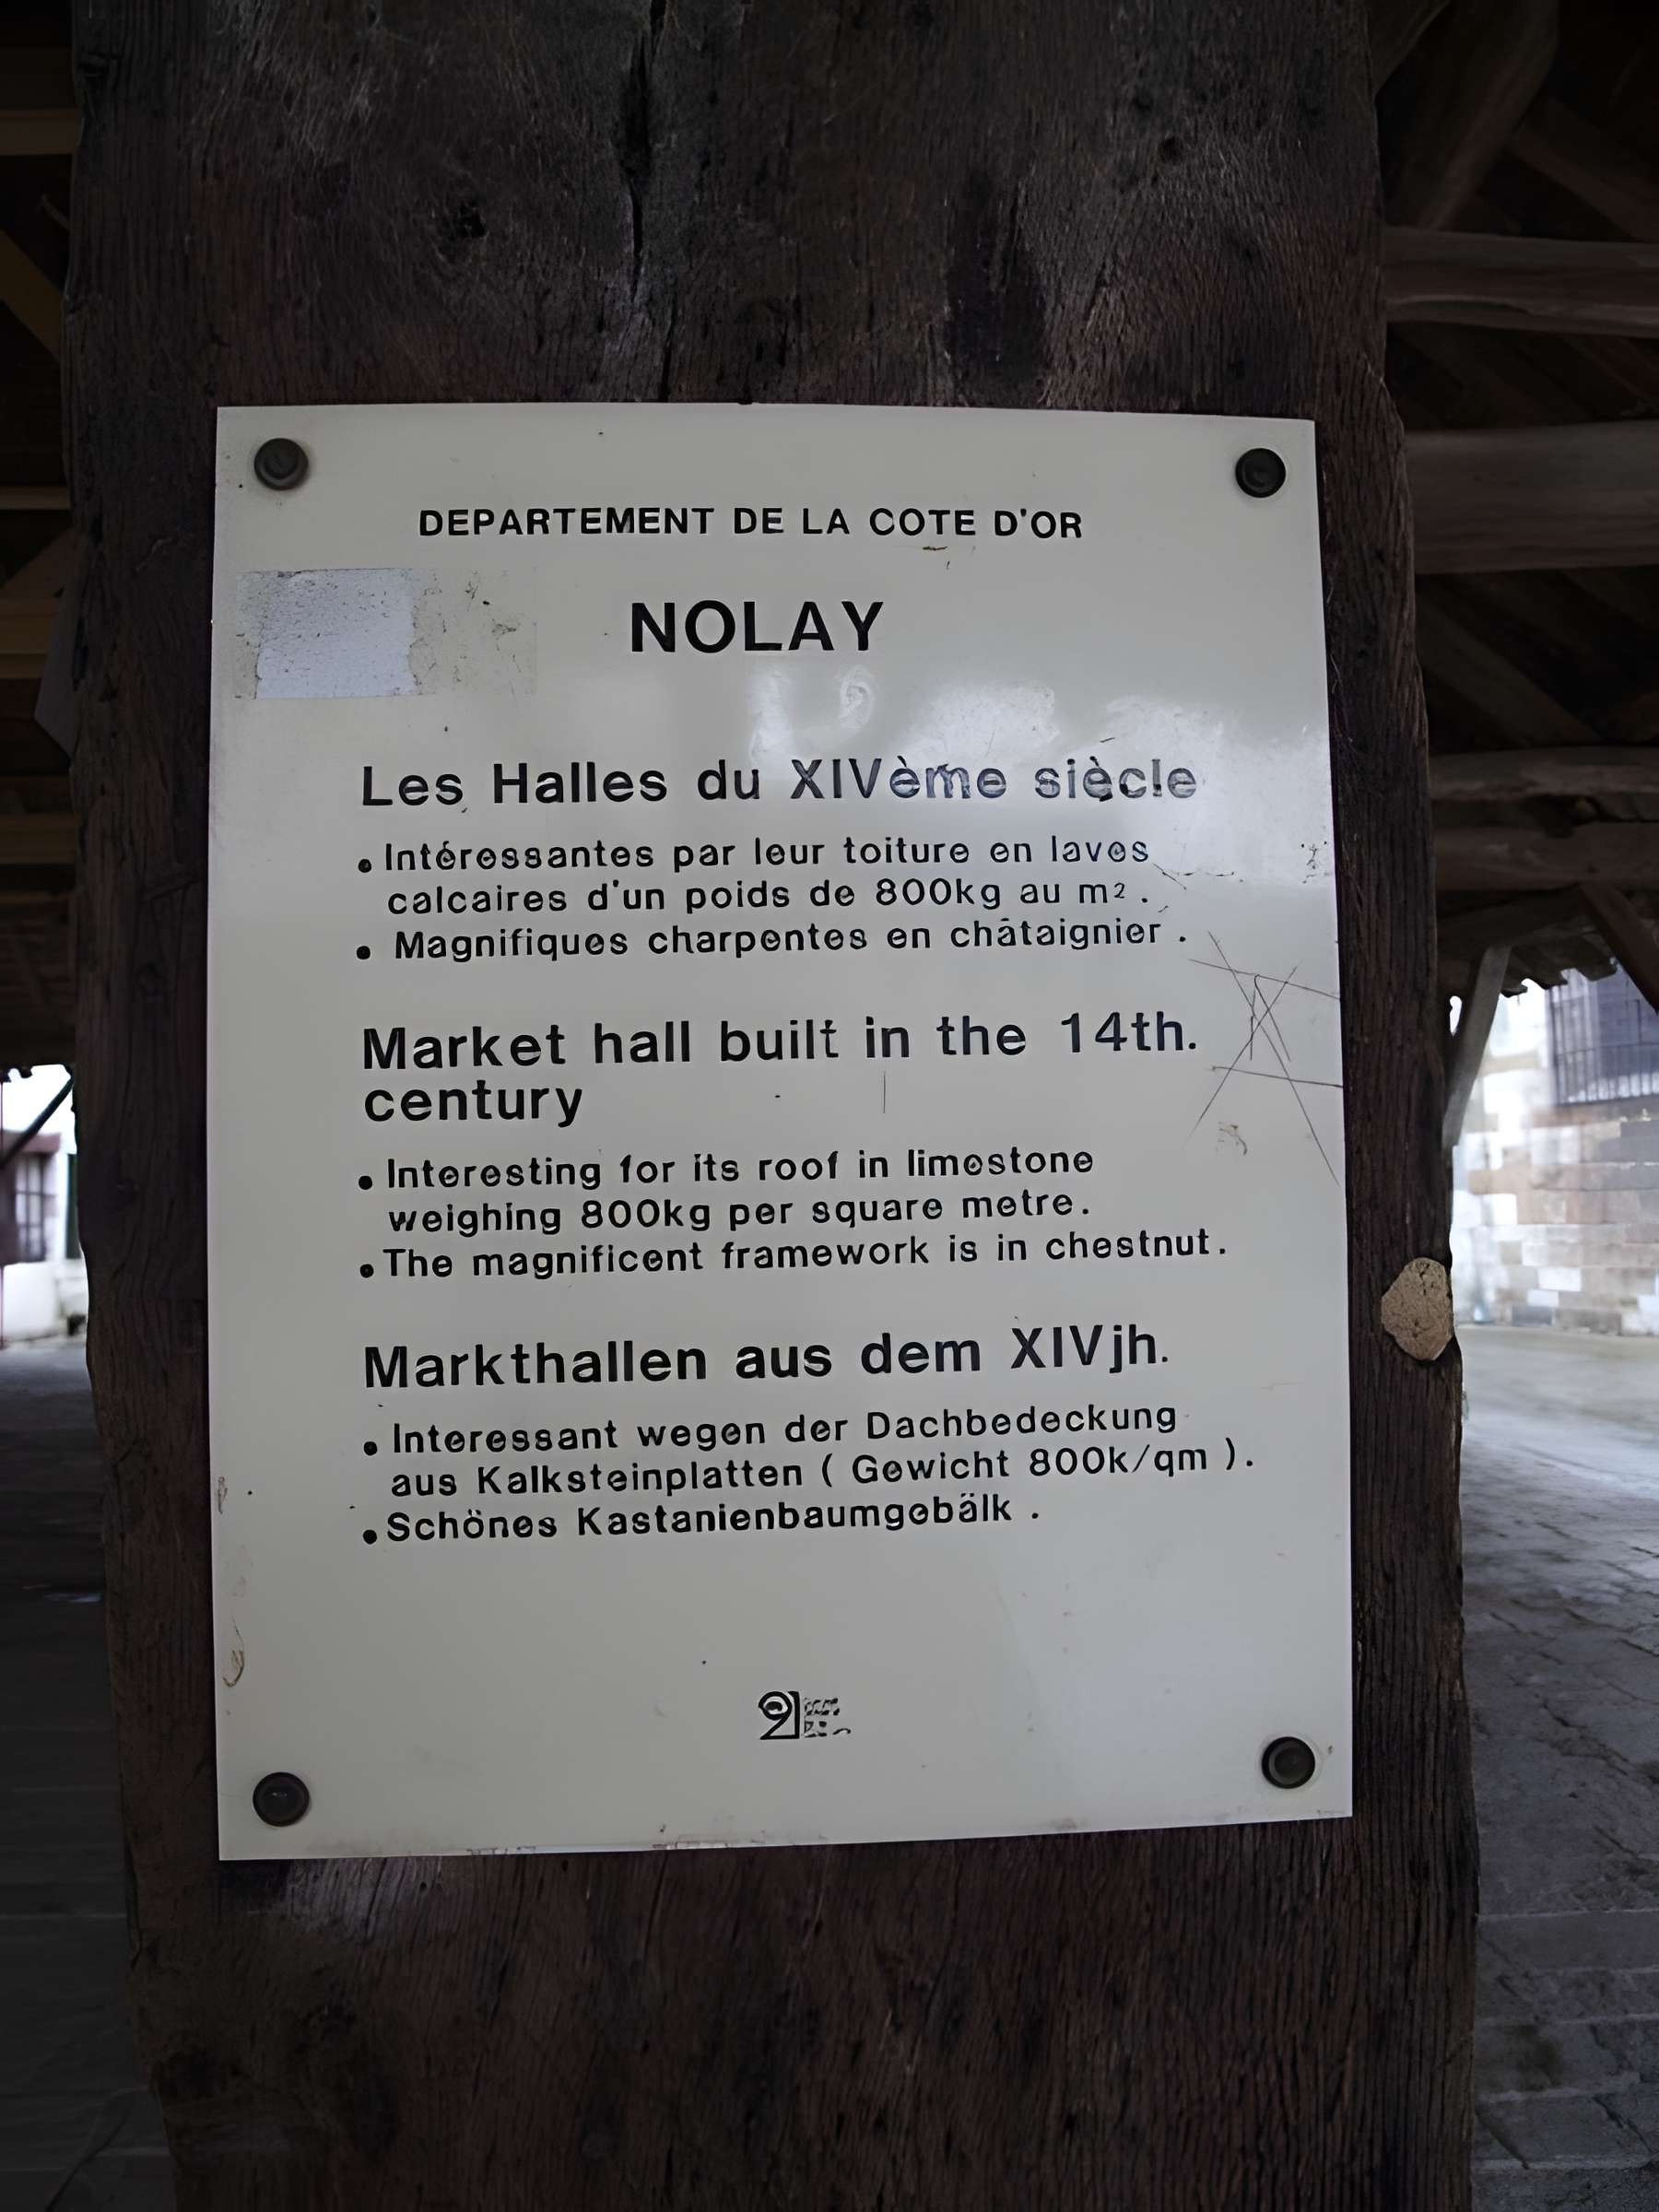 DEPARTEMENT DE LA COTE D'OR
NOLAY
Les Halles du XIVème siècle
• Intéressantes par leur toiture en laves
calcaires d'un poids de 800kg au m².
• Magnifiques charpentes en châtaignier.
Market hall built in the 14th.
century
• Interesting for its roof in limestone
weighing 800kg per square metre.
• The magnificent framework is in chestnut.
Markthallen aus dem XIVjh.
• Interessant wegen der Dachbedeckung
aus Kalksteinplatten ( Gewicht 800k/qm ).
• Schönes Kastanienbaumgebälk .
21